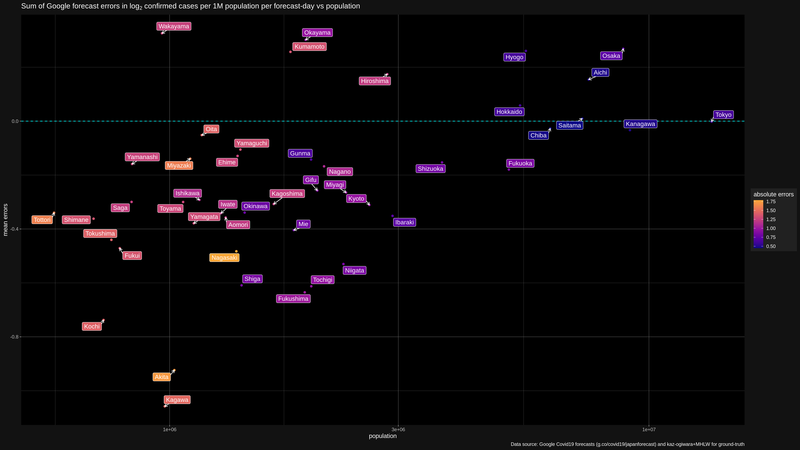 Sum of Google forecast errors in log2 confirmed cases per 1M population per forecast-day vs population
Wakayama
Okayama
Kumamoto
Hyogo
Osaka
Aichi
Hiroshima
Hokkaido
Tokyo
0.0
Oita
Chiba
Saitama
Kanagawa
Yamaguchi
Yamanashi
Miyazaki
Ehime
Gunma
Nagano
Shizuoka
Fukuoka
Gifu
Miyagi
Ishikawa
Kagoshima
Kyoto
Saga
Toyama
Iwate
Okinawa
Tottori
Shimane
Yamagata
Aomori
Mie
Ibaraki
-0.4
Tokushima
Fukui
Nagasaki
Niigata
Shiga
Tochigi
Fukushima
Kochi
-0.8
Akita
Kagawa
mean errors
1e+06
3e+06
1e+07
population
absolute errors
1.75
1.50
1.25
1.00
0.75
0.50
Data source: Google Covid19 forecasts (g.co/covid19/japanforecast) and kaz-ogiwara+MHLW for ground-truth